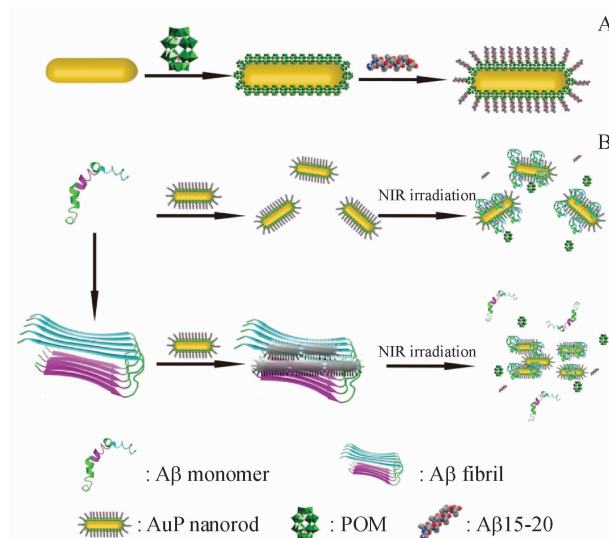 A
B
NIR irradiation
NIR irradiation
: Aβ monomer
: Aβ fibril
: AuP nanorod
: POM
: Aβ15-20